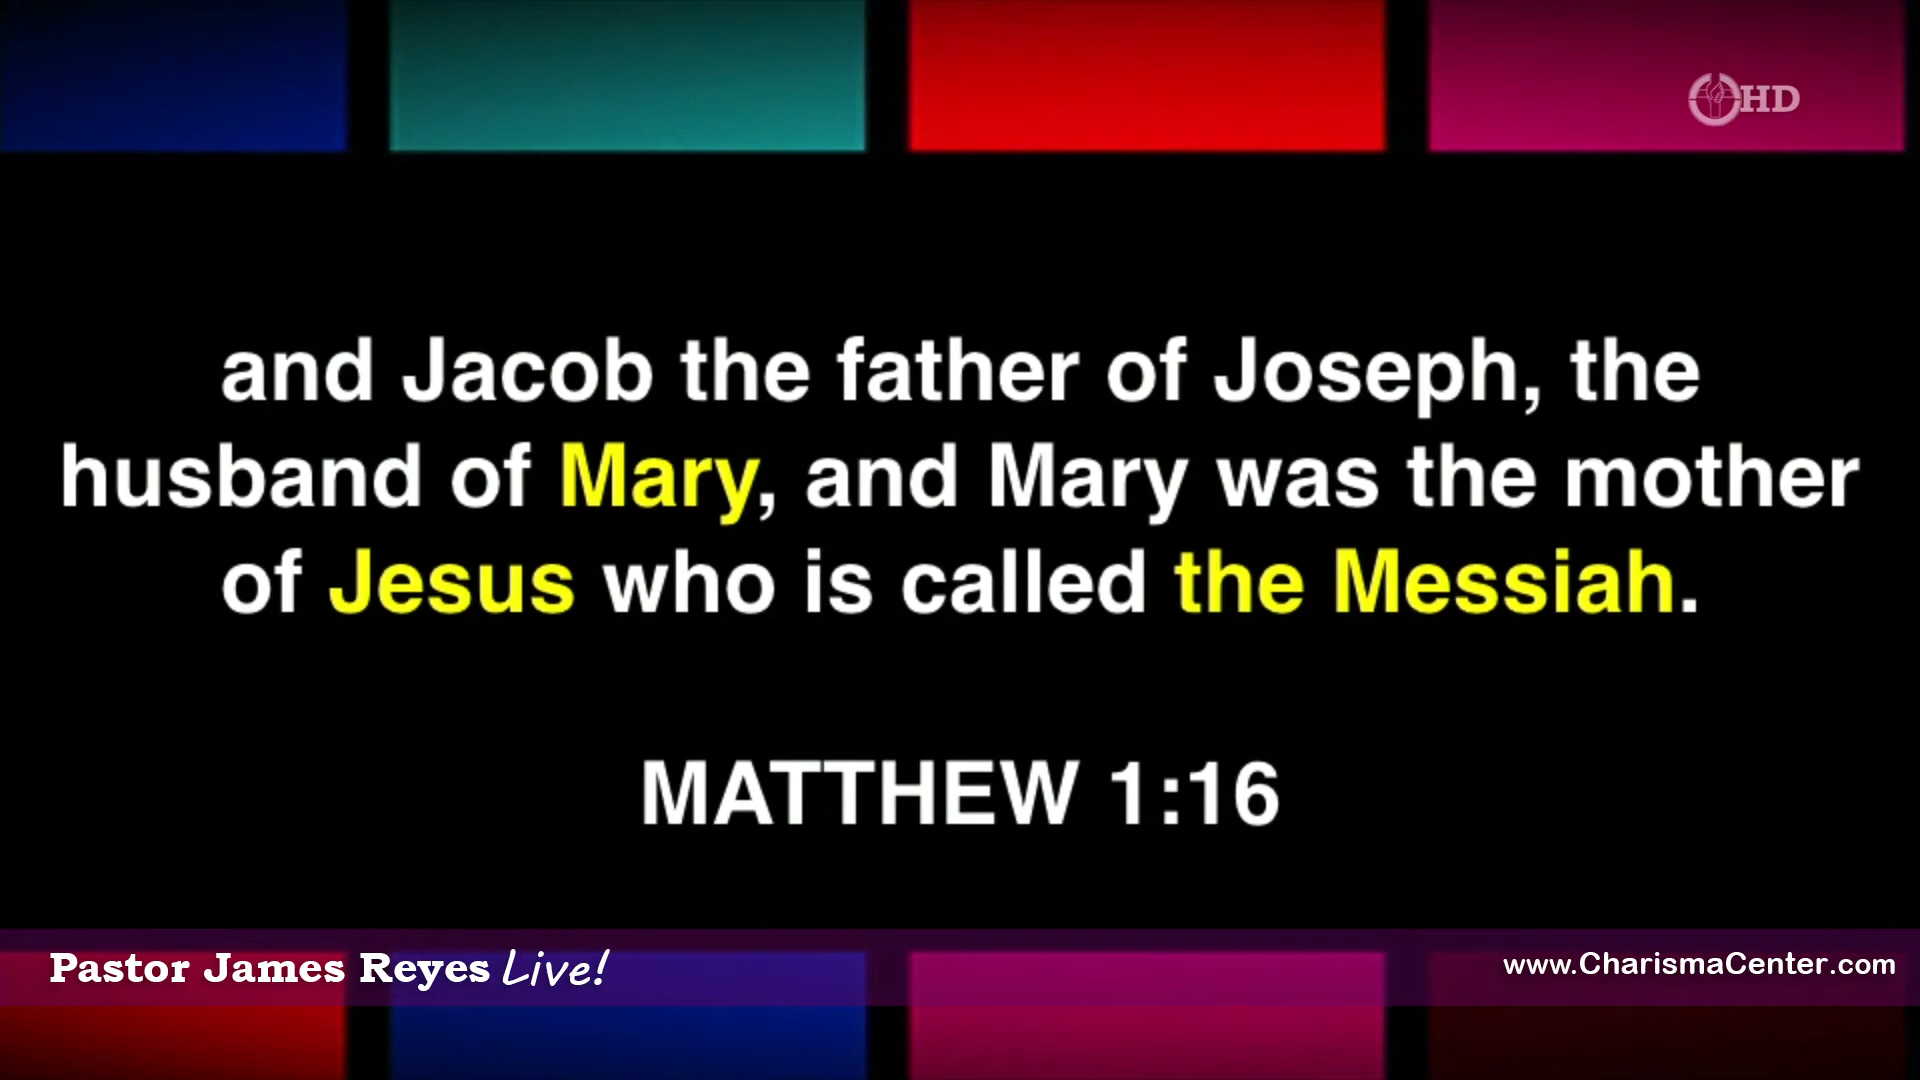 HD
and Jacob the father of Joseph, the
husband of Mary, and Mary was the mother
of Jesus who is called the Messiah.
MATTHEW 1:16
Pastor James Reyes Live!
www.CharismaCenter.com